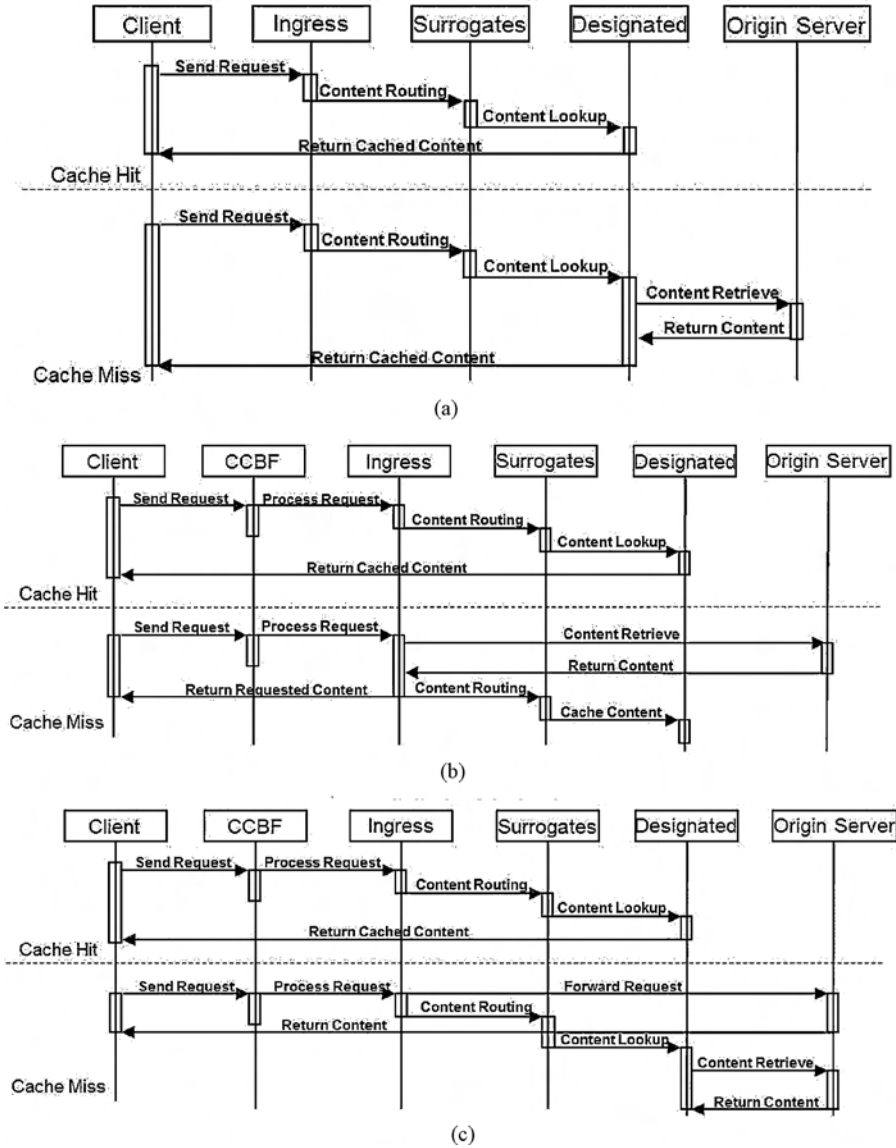 Client Ingress Surrogates Designated Origin Server
Send Request
Content Routing
Content Lookup
Return Cached Content
Cache Hit
Send Request
Content Routing
Content Lookup
Content Retrieve
Return Content
Return Cached Content
Cache Miss
(a)
Client CCBF Ingress Surrogates Designated Origin Server
Send Request Process Request
Content Routing
Content Lookup
Return Cached Content
Cache Hit
Send Request Process Request Content Retrieve
Return Content
Return Requested Content Content Routing
Cache Content
Cache Miss
(b)
Client CCBF Ingress Surrogates Designated Origin Server
Send Request Process Request
Content Routing
Content Lookup
Return Cached Content
Cache Hit
Send Request Process Request Forward Request
Content Routing
Return Content
Content Lookup
Content Retrieve
Cache Miss
Return Content
(c)